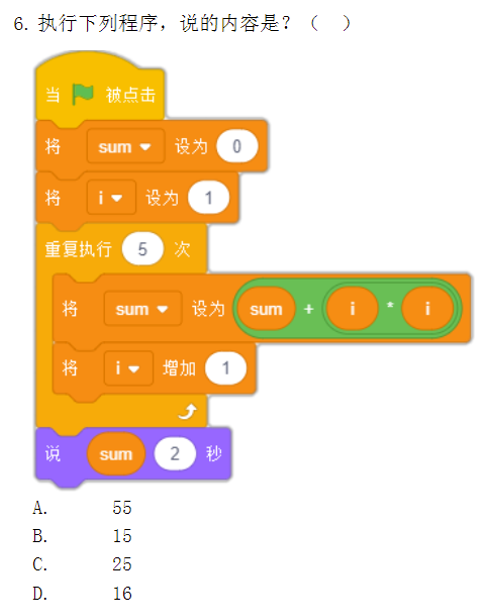 6. 执行下列程序，说的内容是？（　）
当 被点击
将 sum 设为 0
将 i 设为 1
重复执行 5 次
将 sum 设为 sum + i * i
将 i 增加 1
说 sum 2 秒
A. 55
B. 15
C. 25
D. 16